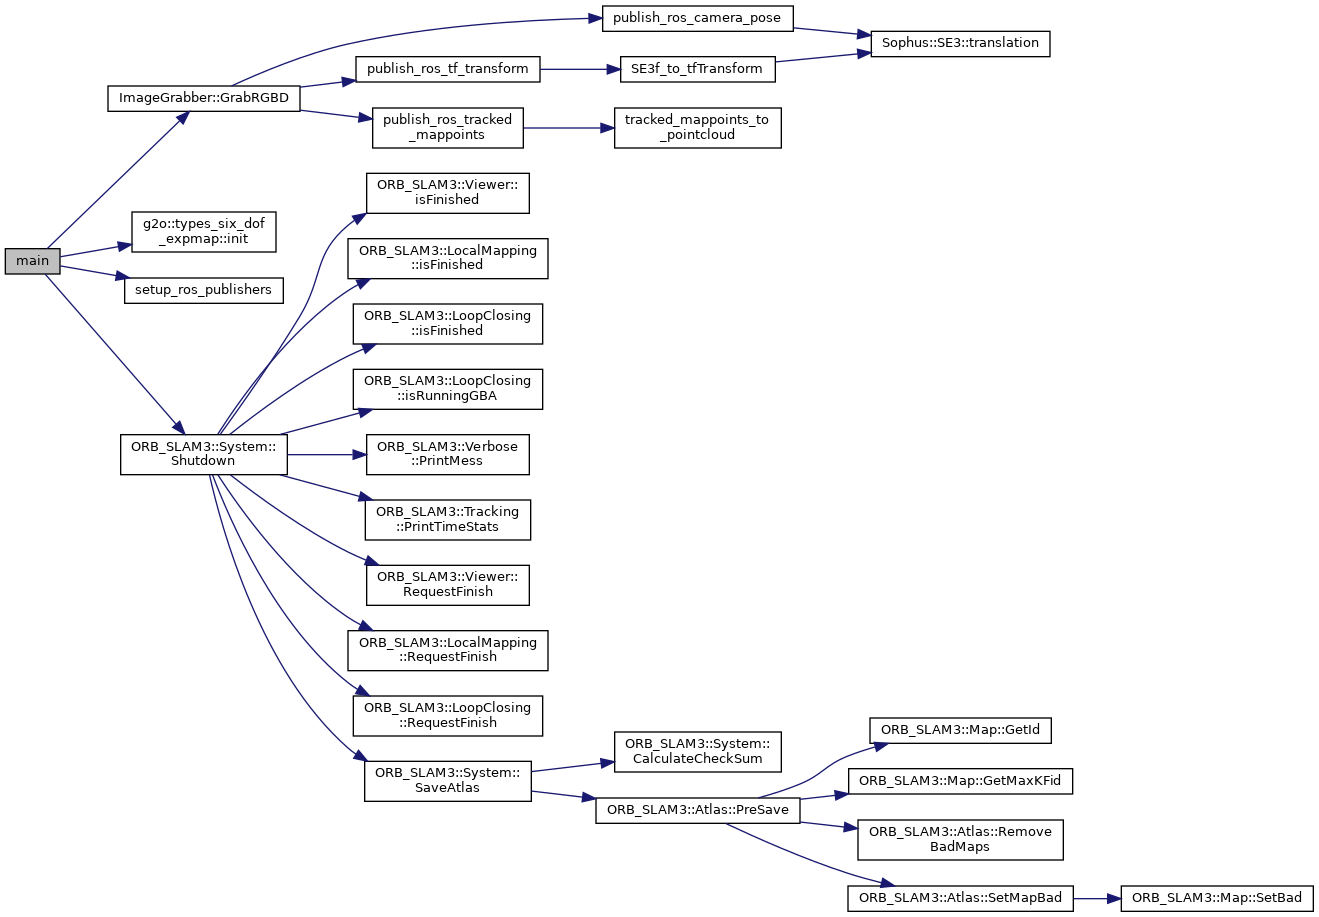 publish_ros_camera_pose
Sophus::SE3::translation
publish_ros_tf_transform
SE3f_to_tfTransform
ImageGrabber::GrabRGBD
publish_ros_tracked
_mappoints
tracked_mappoints_to
_pointcloud
ORB_SLAM3::Viewer::
isFinished
g2o::types_six_dof
_expmap::init
ORB_SLAM3::LocalMapping
::isFinished
main
setup_ros_publishers
ORB_SLAM3::LoopClosing
::isFinished
ORB_SLAM3::LoopClosing
::isRunningGBA
ORB_SLAM3::System::
Shutdown
ORB_SLAM3::Verbose
::PrintMess
ORB_SLAM3::Tracking
::PrintTimeStats
ORB_SLAM3::Viewer::
RequestFinish
ORB_SLAM3::LocalMapping
::RequestFinish
ORB_SLAM3::LoopClosing
::RequestFinish
ORB_SLAM3::System::
SaveAtlas
ORB_SLAM3::System::
CalculateCheckSum
ORB_SLAM3::Atlas::PreSave
ORB_SLAM3::Map::GetId
ORB_SLAM3::Map::GetMaxKFid
ORB_SLAM3::Atlas::Remove
BadMaps
ORB_SLAM3::Atlas::SetMapBad
ORB_SLAM3::Map::SetBad